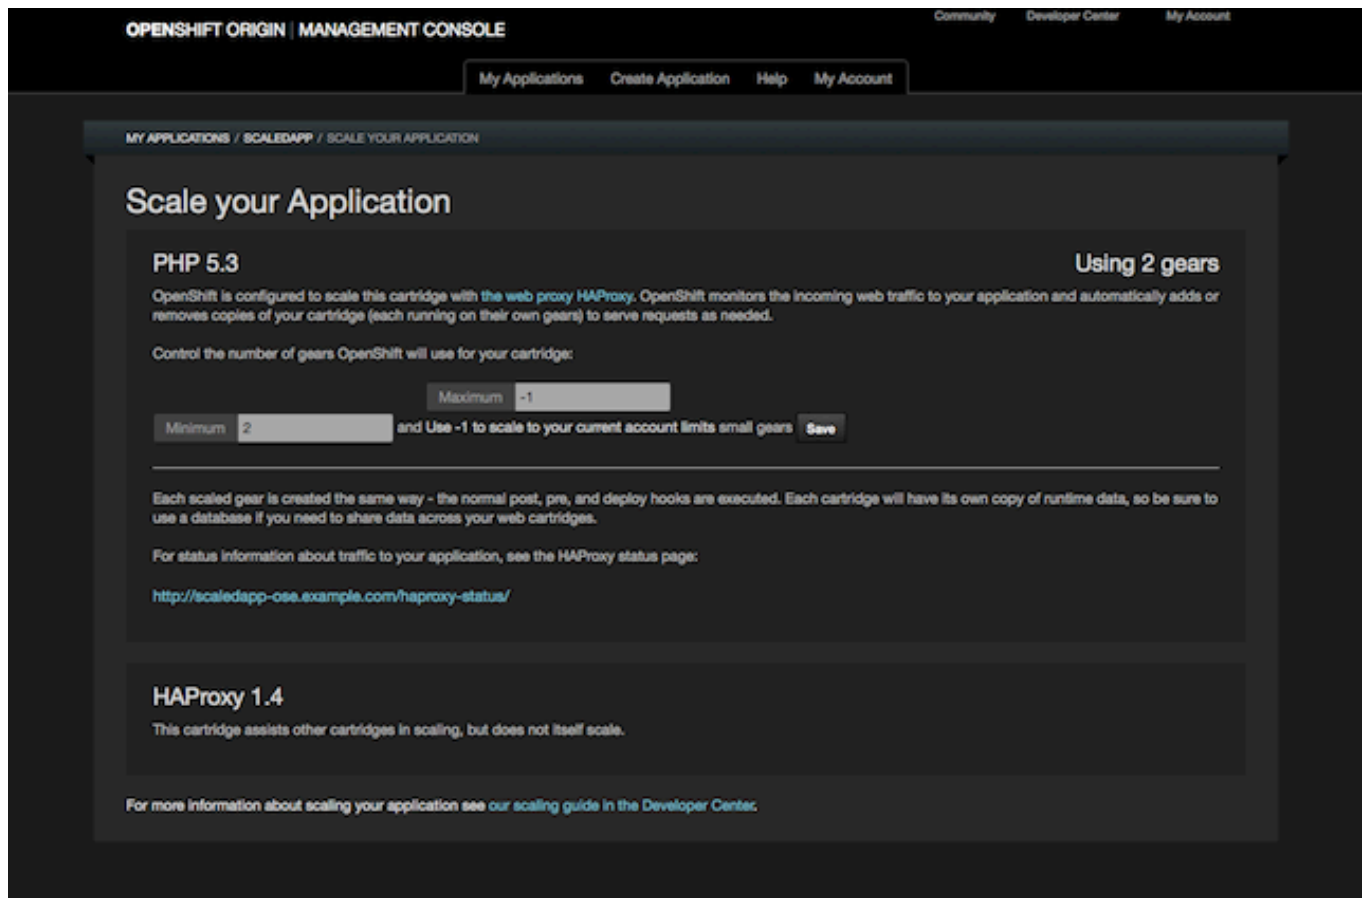 Community Developer Center My Account
OPENSHIFT ORIGIN | MANAGEMENT CONSOLE
My Applications Create Application Help My Account
MY APPLICATIONS / SCALEDAPP / SCALE YOUR APPLICATION
Scale your Application
PHP 5.3 Using 2 gears
OpenShift is configured to scale this cartridge with the web proxy HAProxy. OpenShift monitors the incoming web traffic to your application and automatically adds or
removes copies of your cartridge (each running on their own gears) to serve requests as needed.
Control the number of gears OpenShift will use for your cartridge:
Maximum -1
Minimum 2 and Use -1 to scale to your current account limits small gears Save
Each scaled gear is created the same way - the normal post, pre, and deploy hooks are executed. Each cartridge will have its own copy of runtime data, so be sure to
use a database if you need to share data across your web cartridges.
For status information about traffic to your application, see the HAProxy status page:
http://scaledapp-ose.example.com/haproxy-status/
HAProxy 1.4
This cartridge assists other cartridges in scaling, but does not itself scale.
For more information about scaling your application see our scaling guide in the Developer Center.